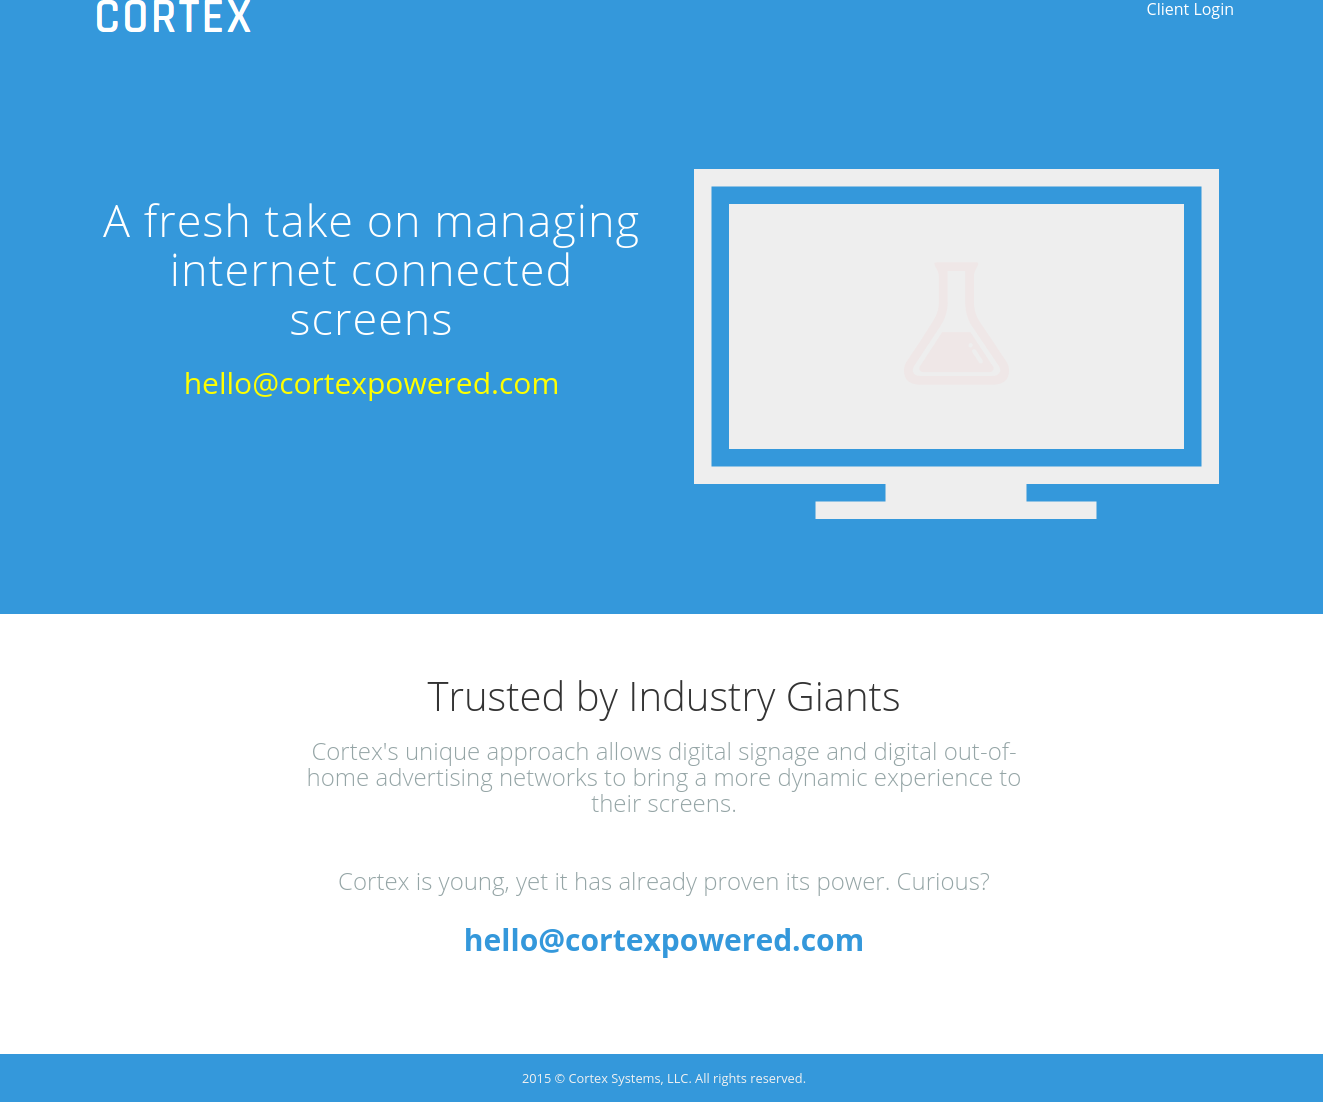 CORTEX
Client Login
A fresh take on managing
internet connected
screens
hello@cortexpowered.com
Trusted by Industry Giants
Cortex's unique approach allows digital signage and digital out-of-
home advertising networks to bring a more dynamic experience to
their screens.
Cortex is young, yet it has already proven its power. Curious?
hello@cortexpowered.com
2015 © Cortex Systems, LLC. All rights reserved.